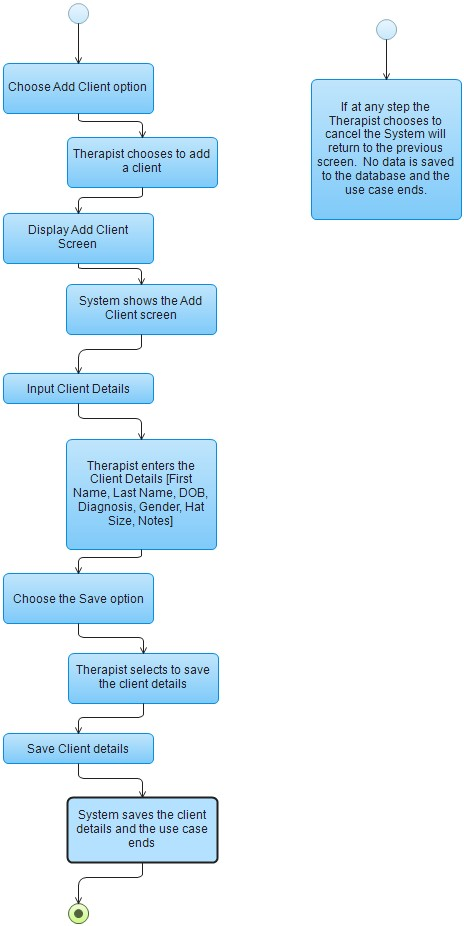 Choose Add Client option
Therapist chooses to add
a client
Display Add Client
Screen
System shows the Add
Client screen
Input Client Details
Therapist enters the
Client Details [First
Name, Last Name, DOB,
Diagnosis, Gender, Hat
Size, Notes]
Choose the Save option
Therapist selects to save
the client details
Save Client details
System saves the client
details and the use case
ends
If at any step the
Therapist chooses to
cancel the System will
return to the previous
screen. No data is saved
to the database and the
use case ends.